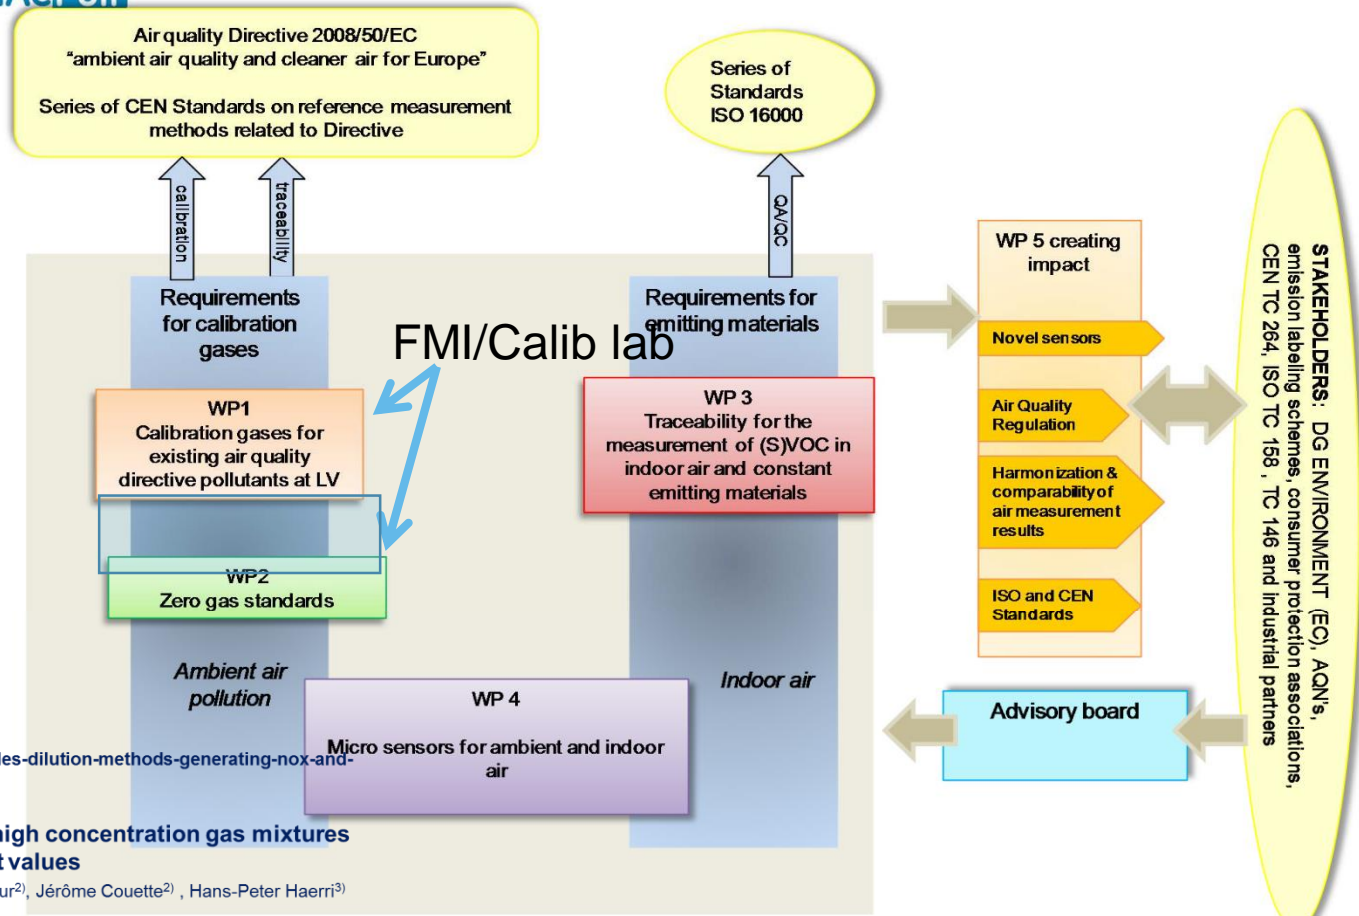 Air quality Directive 2008/50/EC
"ambient air quality and cleaner air for Europe"
Series of CEN Standards on reference measurement
methods related to Directive
Series of
Standards
ISO 16000
calibration
traceability
QA/QC
Requirements
for calibration
gases
Requirements for
emitting materials
FMI/Calib lab
WP1
Calibration gases for
existing air quality
directive pollutants at LV
WP2
Zero gas standards
WP 3
Traceability for the
measurement of (S)VOC in
indoor air and constant
emitting materials
Ambient air
pollution
Indoor air
WP 4
Micro sensors for ambient and indoor
air
WP 5 creating
impact
Novel sensors
Air Quality
Regulation
Harmonization &
comparability of
air measurement
results
ISO and CEN
Standards
Advisory board
STAKEHOLDERS: DG ENVIRONMENT (EC), AQN's,
emission labeling schemes, consumer protection associations,
CEN TC 264, ISO TC 158 , TC 146 and industrial partners
les-dilution-methods-generating-nox-and-
high concentration gas mixtures
t values
ur2), Jérôme Couette2) , Hans-Peter Haerri3)